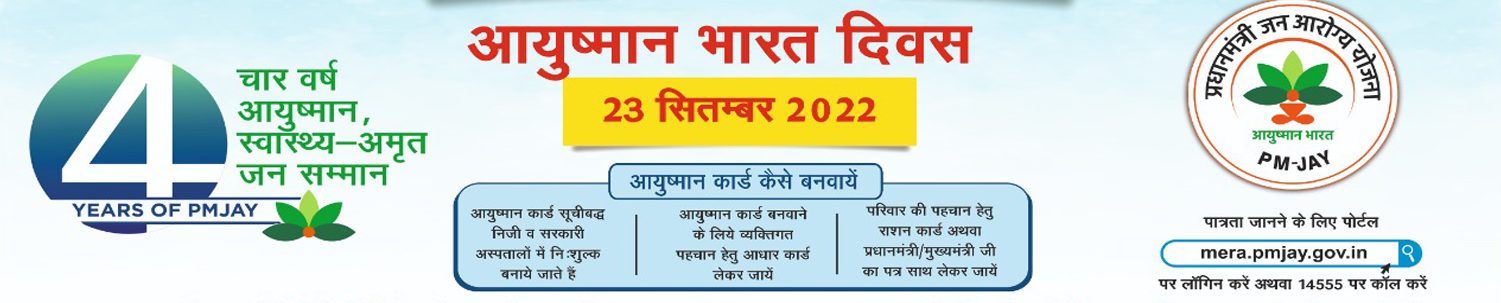 4
चार वर्ष
आयुष्मान,
स्वास्थ्य–अमृत
जन सम्मान
YEARS OF PMJAY
आयुष्मान भारत दिवस
23 सितम्बर 2022
आयुष्मान कार्ड कैसे बनवायें
आयुष्मान कार्ड सूचीबद्ध
निजी व सरकारी
अस्पतालों में निःशुल्क
बनाये जाते हैं
आयुष्मान कार्ड बनवाने
के लिये व्यक्तिगत
पहचान हेतु आधार कार्ड
लेकर जायें
परिवार की पहचान हेतु
राशन कार्ड अथवा
प्रधानमंत्री/मुख्यमंत्री जी
का पत्र साथ लेकर जायें
प्रधानमंत्री जन आरोग्य योजना
आयुष्मान भारत
PM-JAY
पात्रता जानने के लिए पोर्टल
mera.pmjay.gov.in
पर लॉगिन करें अथवा 14555 पर कॉल करें